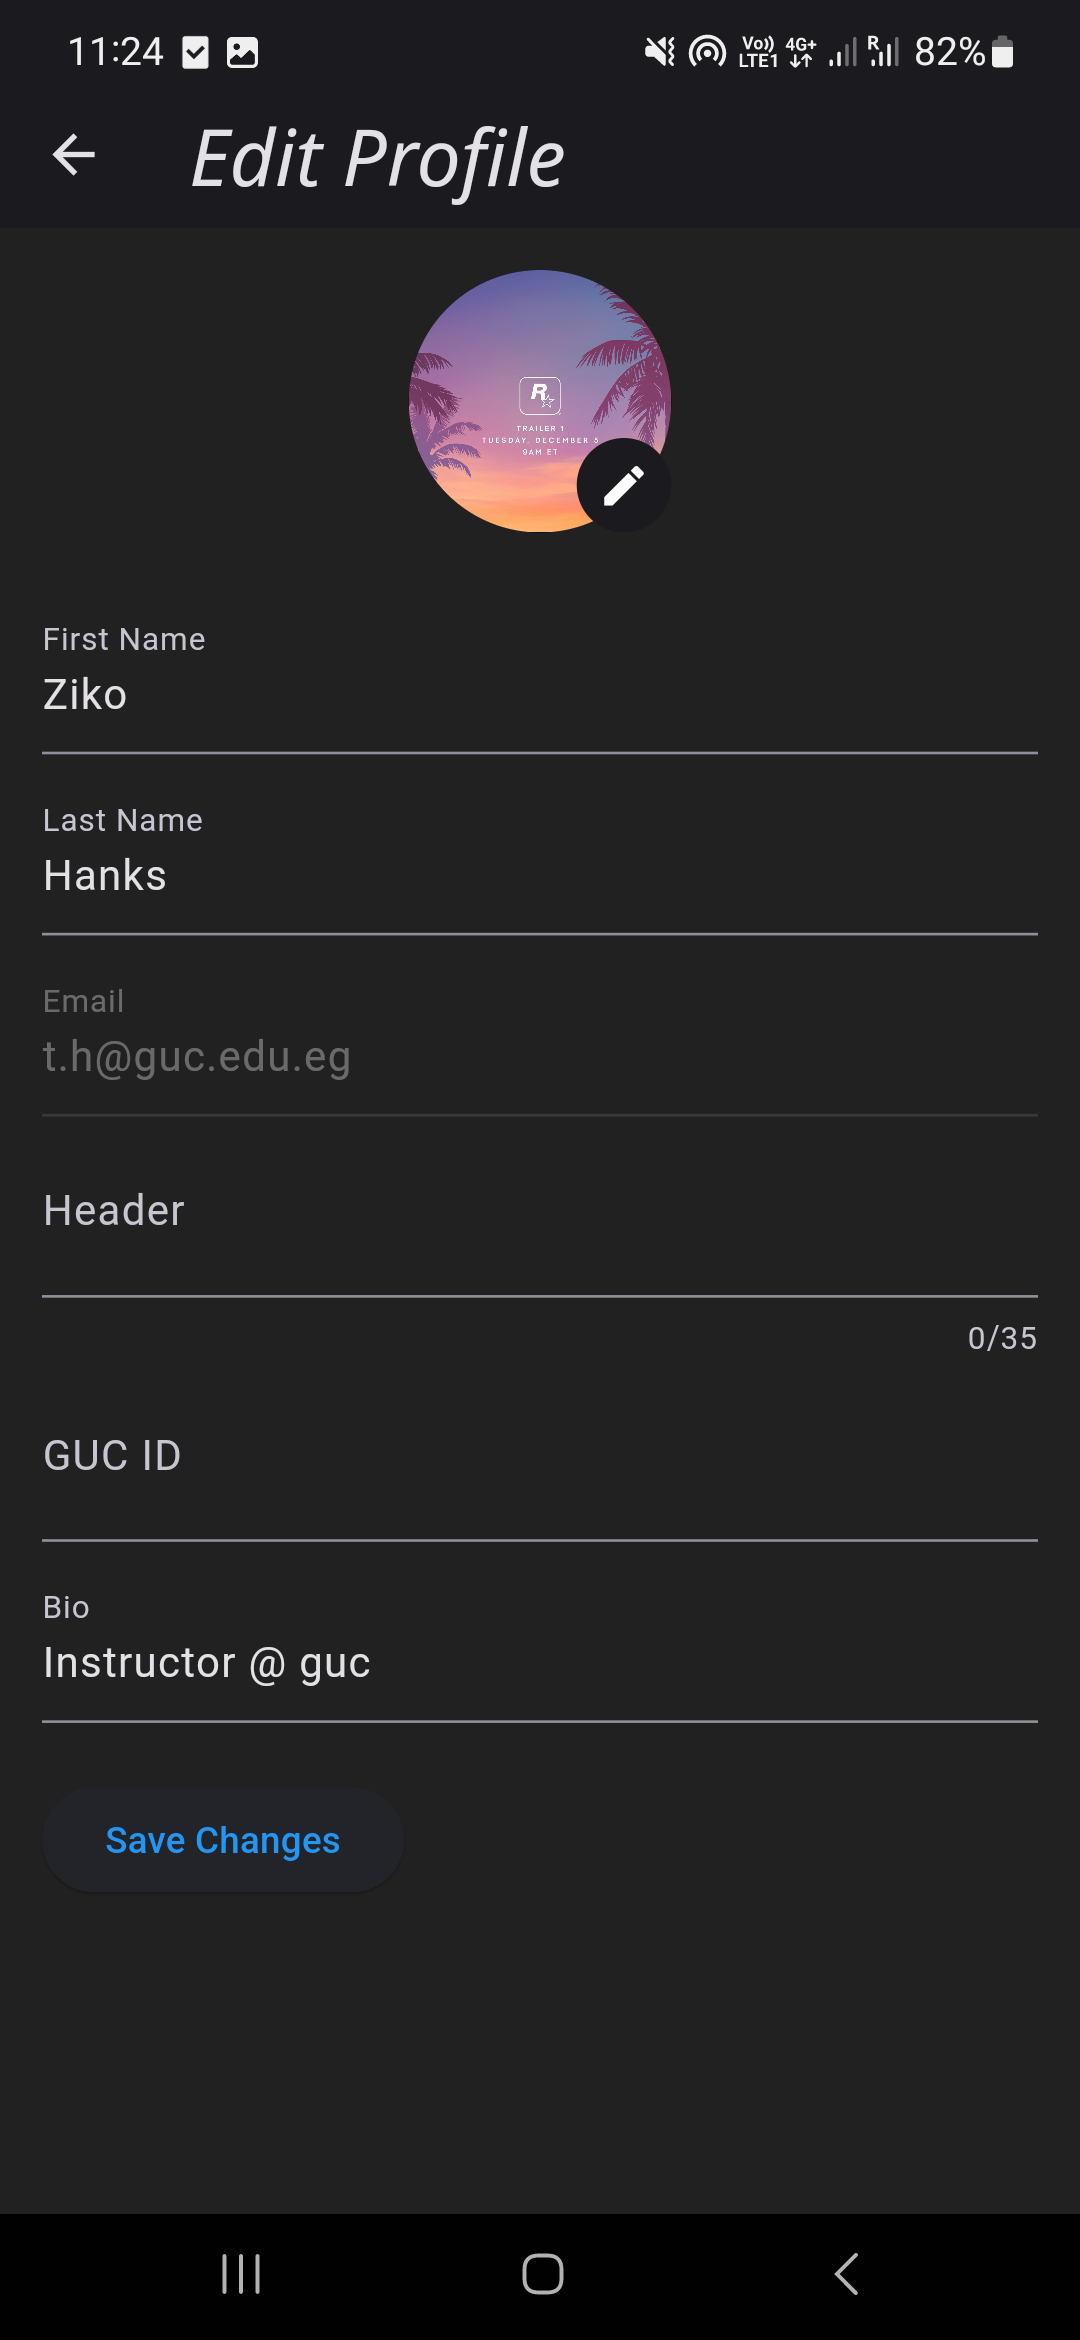 11:24
Vo)) LTE1 4G+ R 82%
Edit Profile
R
TRAILER 1
TUESDAY, DECEMBER 5
9AM ET
First Name
Ziko
Last Name
Hanks
Email
t.h@guc.edu.eg
Header
0/35
GUC ID
Bio
Instructor @ guc
Save Changes